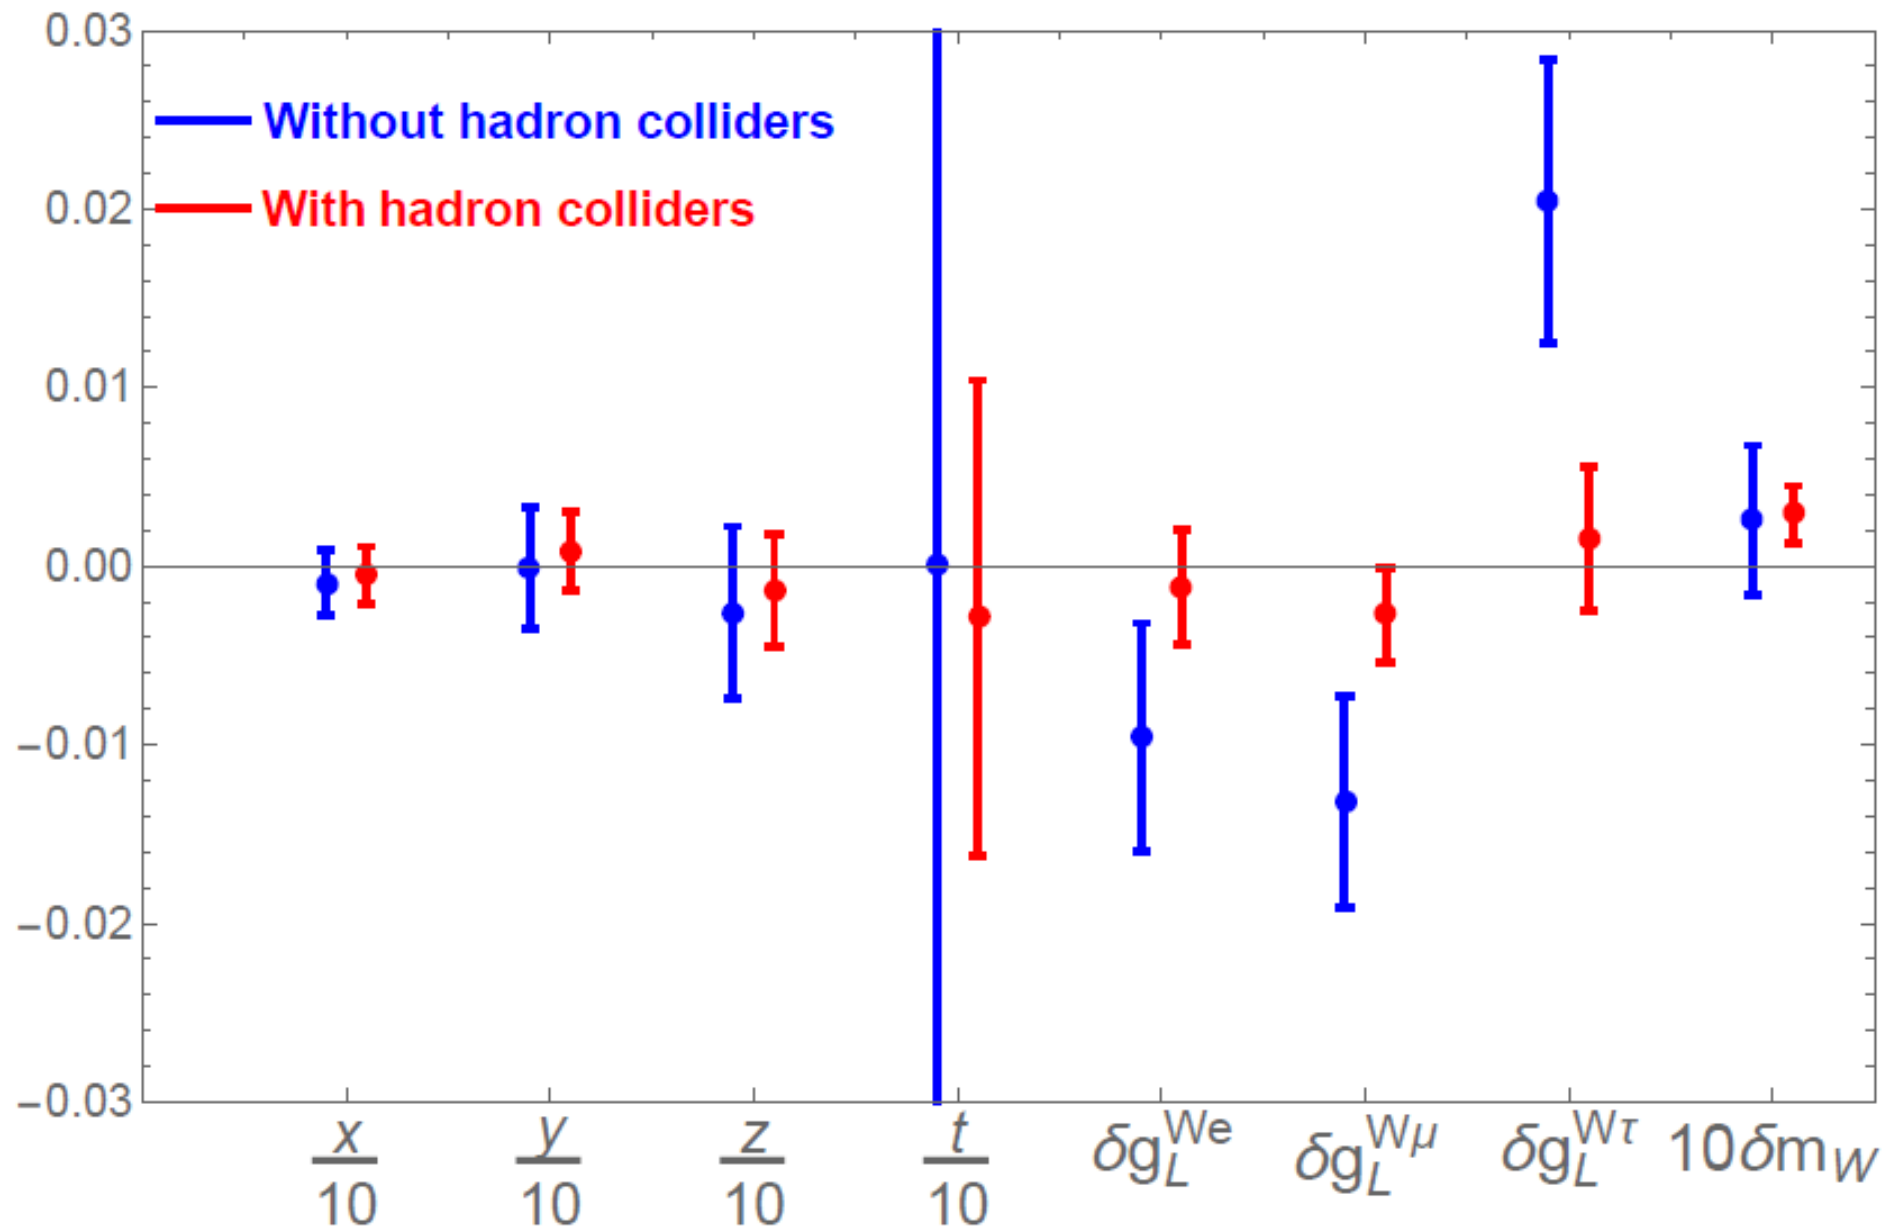 0.03
Without hadron colliders
With hadron colliders
0.02
0.01
0.00
−0.01
−0.02
−0.03
x/10 y/10 z/10 t/10 δg_L^We δg_L^Wμ δg_L^Wτ 10δm_W